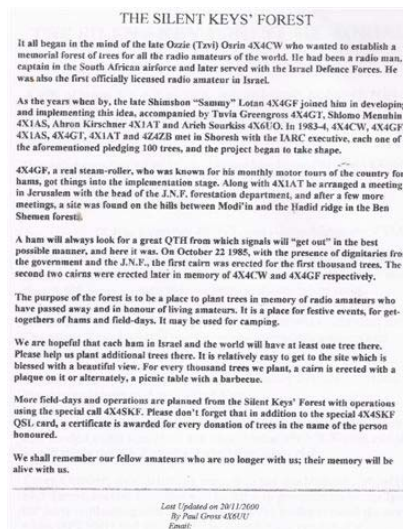 THE SILENT KEYS' FOREST
It all began in the mind of the late Ozzie (Tzvi) Osrin 4X4CW who wanted to establish a
memorial forest of trees for all the radio amateurs of the world. He had been a radio man,
captain in the South African airforce and later served with the Israel Defence Forces. He
was also the first officially licensed radio amateur in Israel.
As the years when by, the late Shimshon "Sammy" Lotan 4X4GF joined him in developing
and implementing this idea, accompanied by Tuvia Greengross 4X4GT, Shlomo Menuhin
4X1AS, Ahron Kirschner 4X1AT and Arieh Sourkiss 4X6UO. In 1983-4, 4X4CW, 4X4GF
4X1AS, 4X4GT, 4X1AT and 4Z4ZB met in Shoresh with the IARC executive, each one of
the aforementioned pledging 100 trees, and the project began to take shape.
4X4GF, a real steam-roller, who was known for his monthly motor tours of the country for
hams, got things into the implementation stage. Along with 4X1AT he arranged a meeting
in Jerusalem with the head of the J.N.F. forestation department, and after a few more
meetings, a site was found on the hills between Modi'in and the Hadid ridge in the Ben
Shemen forest.
A ham will always look for a great QTH from which signals will "get out" in the best
possible manner, and here it was. On October 22 1985, with the presence of dignitaries fro
the government and the J.N.F., the first cairn was erected for the first thousand trees. The
second two cairns were erected later in memory of 4X4CW and 4X4GF respectively.
The purpose of the forest is to be a place to plant trees in memory of radio amateurs who
have passed away and in honour of living amateurs. It is a place for festive events, for get-
togethers of hams and field-days. It may be used for camping.
We are hopeful that each ham in Israel and the world will have at least one tree there.
Please help us plant additional trees there. It is relatively easy to get to the site which is
blessed with a beautiful view. For every thousand trees we plant, a cairn is erected with a
plaque on it or alternately, a picnic table with a barbecue.
More field-days and operations are planned from the Silent Keys' Forest with operations
using the special call 4X4SKF. Please don't forget that in addition to the special 4X4SKF
QSL card, a certificate is awarded for every donation of trees in the name of the person
honoured.
We shall remember our fellow amateurs who are no longer with us; their memory will be
alive with us.
Last Updated on 20/11/2000
By Paul Gross 4X6UU
Email: